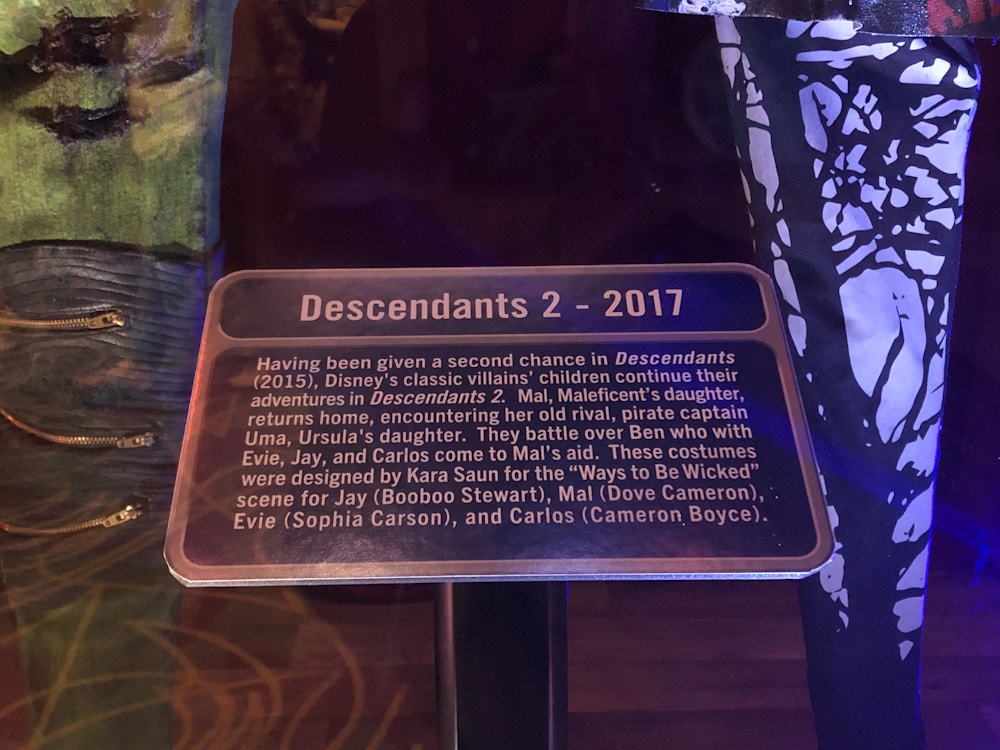 Descendants 2 - 2017
Having been given a second chance in Descendants
(2015), Disney's classic villains' children continue their
adventures in Descendants 2. Mal, Maleficent's daughter,
returns home, encountering her old rival, pirate captain
Uma, Ursula's daughter. They battle over Ben who with
Evie, Jay, and Carlos come to Mal's aid. These costumes
were designed by Kara Saun for the “Ways to Be Wicked”
scene for Jay (Booboo Stewart), Mal (Dove Cameron),
Evie (Sophia Carson), and Carlos (Cameron Boyce).